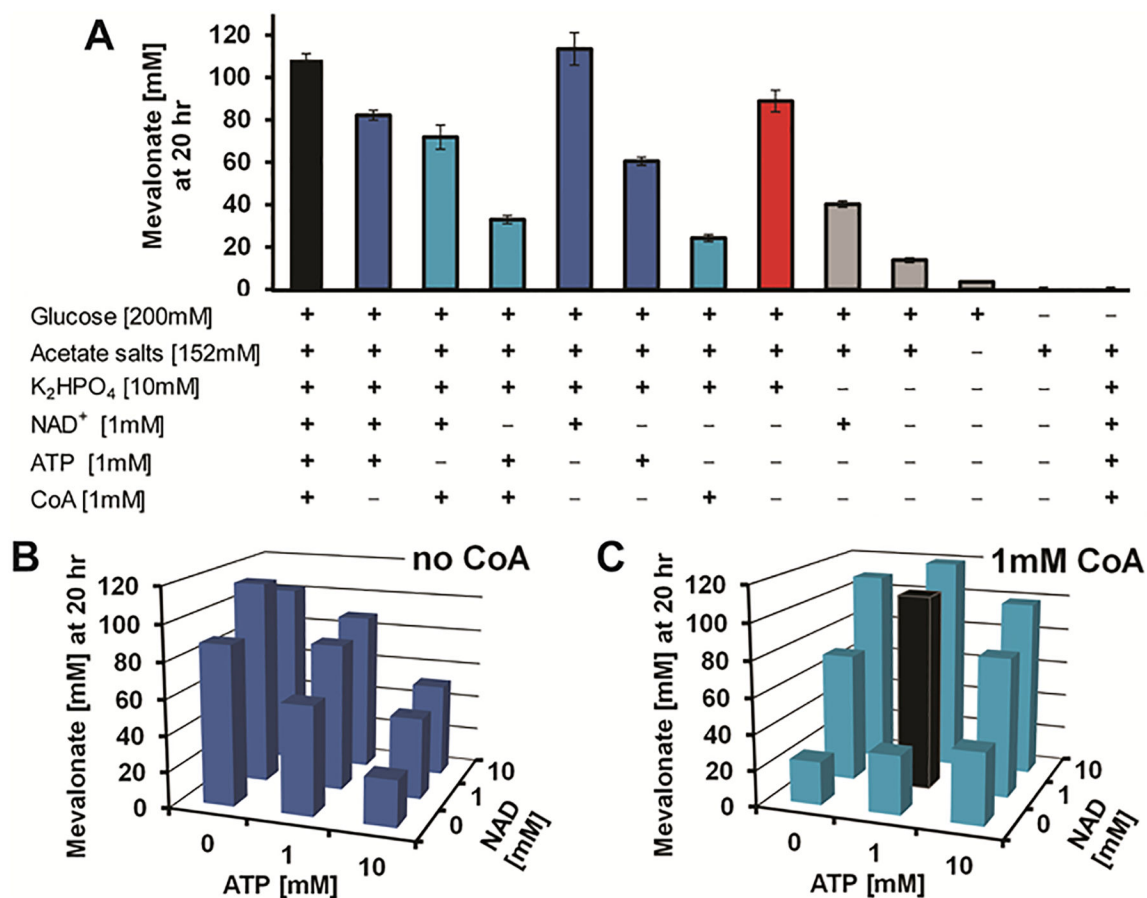 A
Mevalonate [mM]
at 20 hr
120
100
80
60
40
20
0
Glucose [200mM] + + + + + + + + + + + – –
Acetate salts [152mM] + + + + + + + + + + – + +
K₂HPO₄ [10mM] + + + + + + + + – – – – +
NAD⁺ [1mM] + + + – + – – – + – – – +
ATP [1mM] + + – + – + – – – – – – +
CoA [1mM] + – + + – – + – – – – – +
B
no CoA
Mevalonate [mM] at 20 hr
120
100
80
60
40
20
0
0
1
10
ATP [mM]
10
1
0
NAD
[mM]
C
1mM CoA
Mevalonate [mM] at 20 hr
120
100
80
60
40
20
0
0
1
10
ATP [mM]
10
1
0
NAD
[mM]